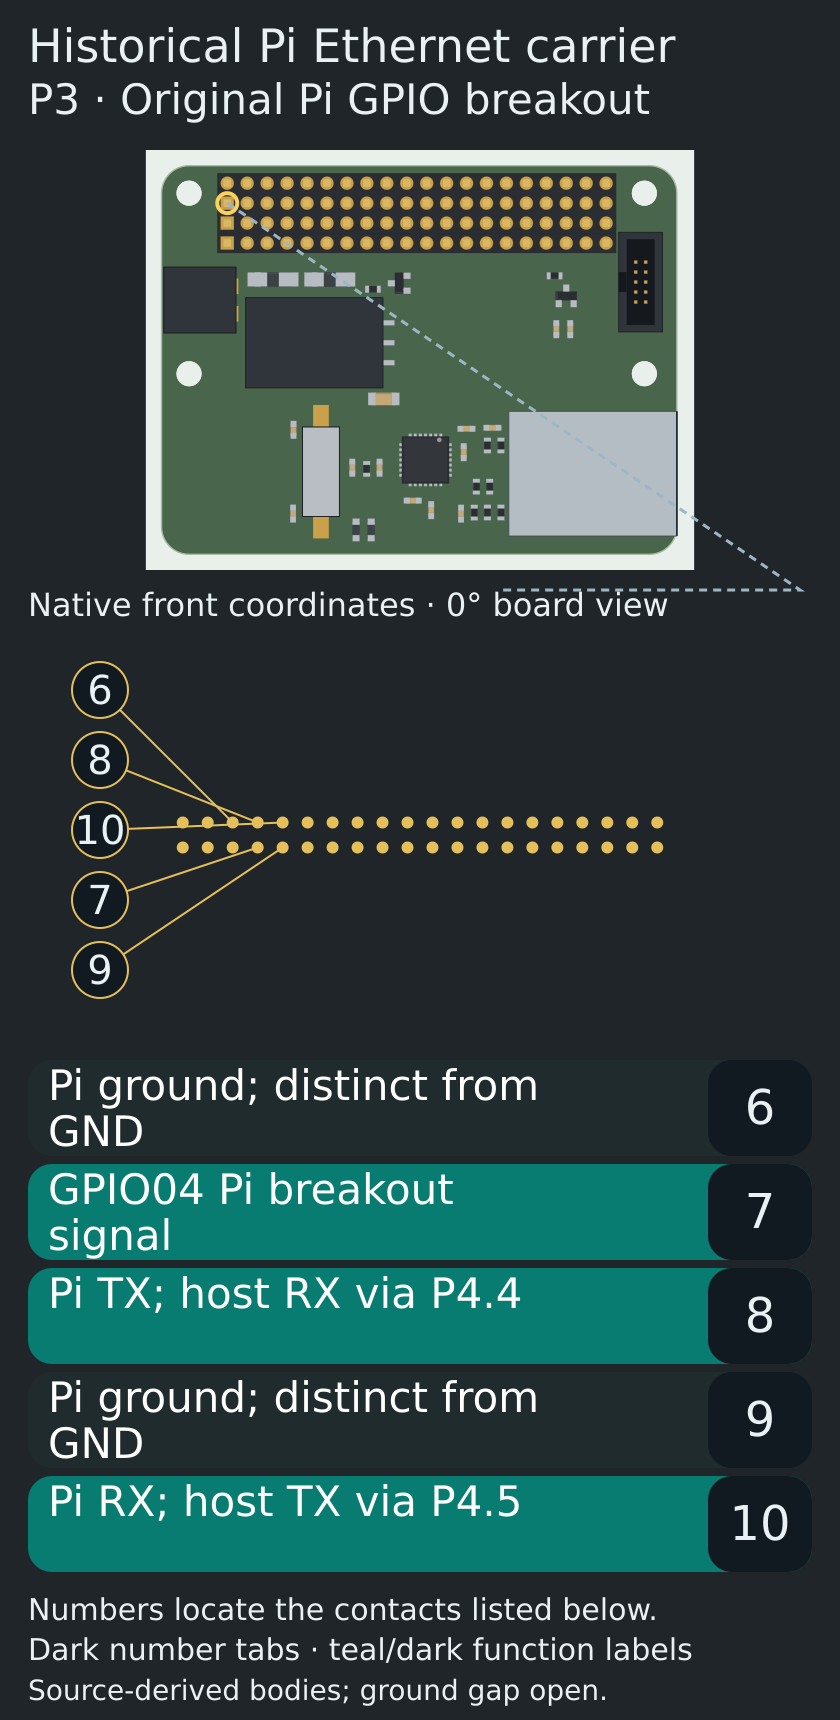 Historical Pi Ethernet carrier
P3 · Original Pi GPIO breakout
Native front coordinates · 0° board view
6
8
10
7
9
Pi ground; distinct from
GND
6
GPIO04 Pi breakout
signal
7
Pi TX; host RX via P4.4
8
Pi ground; distinct from
GND
9
Pi RX; host TX via P4.5
10
Numbers locate the contacts listed below.
Dark number tabs · teal/dark function labels
Source-derived bodies; ground gap open.